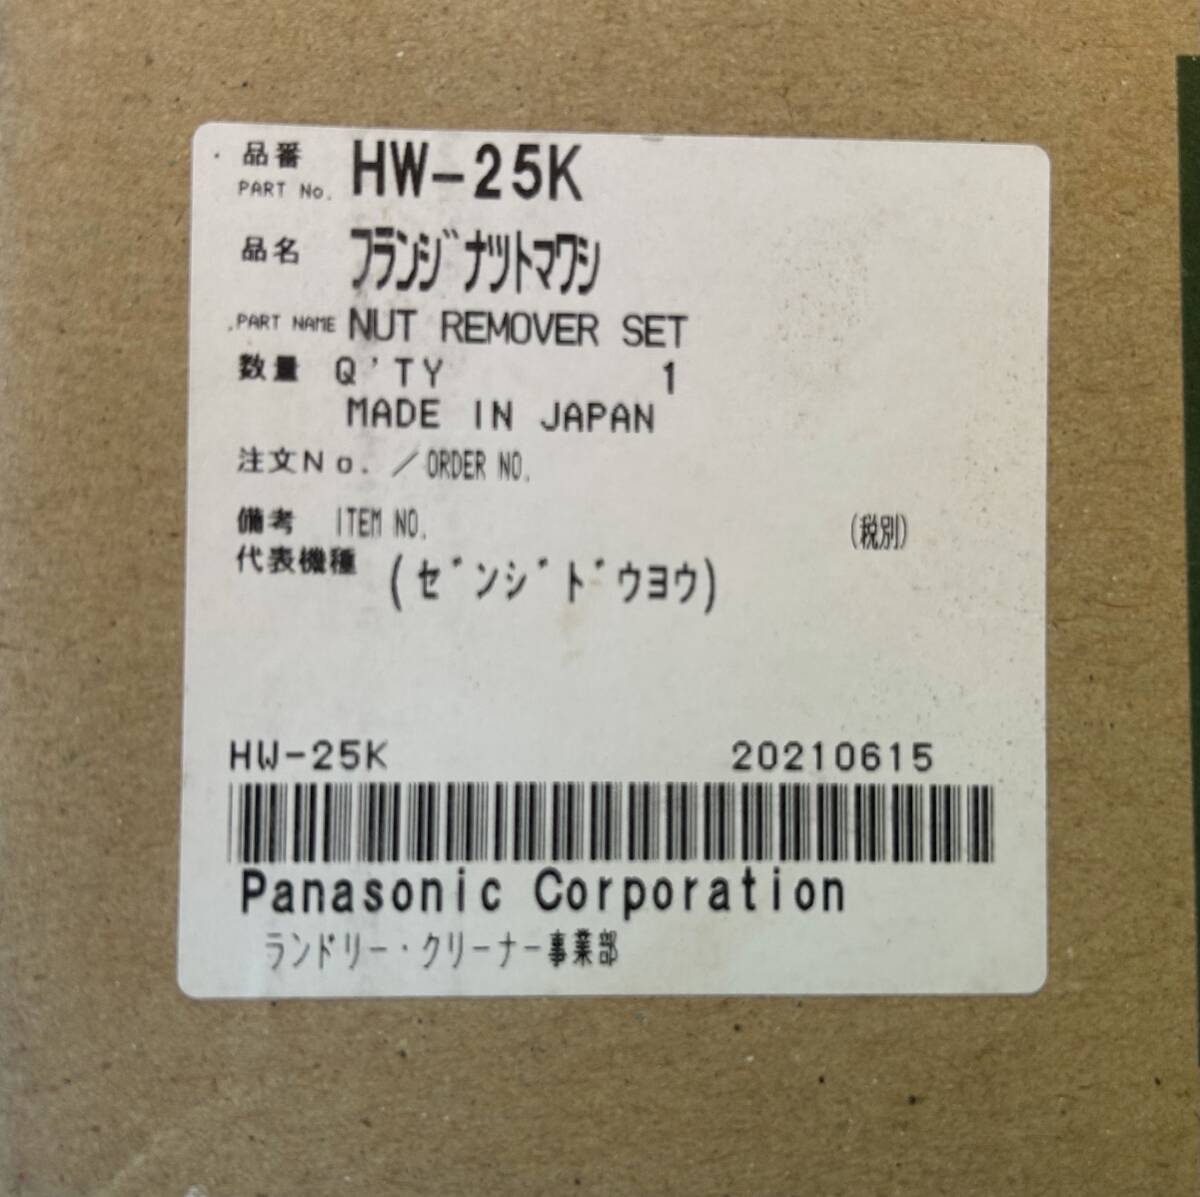 品番 HW-25K
PART No.
品名 フランジナツトマワシ
PART NAME NUT REMOVER SET
数量 Q'TY 1
MADE IN JAPAN
注文No. ／ORDER NO.
備考 ITEM NO. (税別)
代表機種 (ゼンジドウヨウ)
HW-25K 20210615
Panasonic Corporation
ランドリー・クリーナー事業部